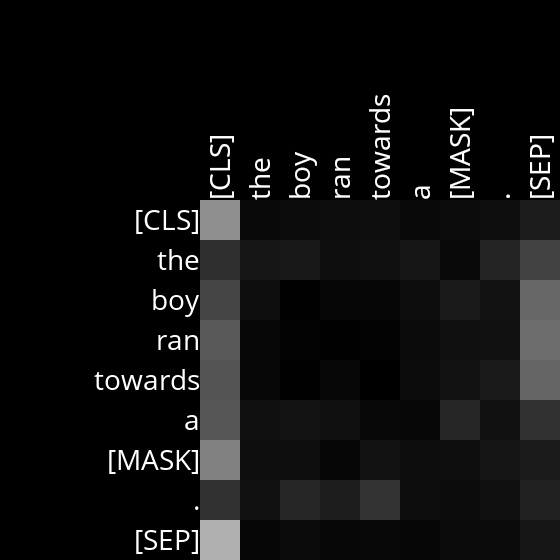 [CLS] the boy ran towards a [MASK] . [SEP]
[CLS]
the
boy
ran
towards
a
[MASK]
.
[SEP]